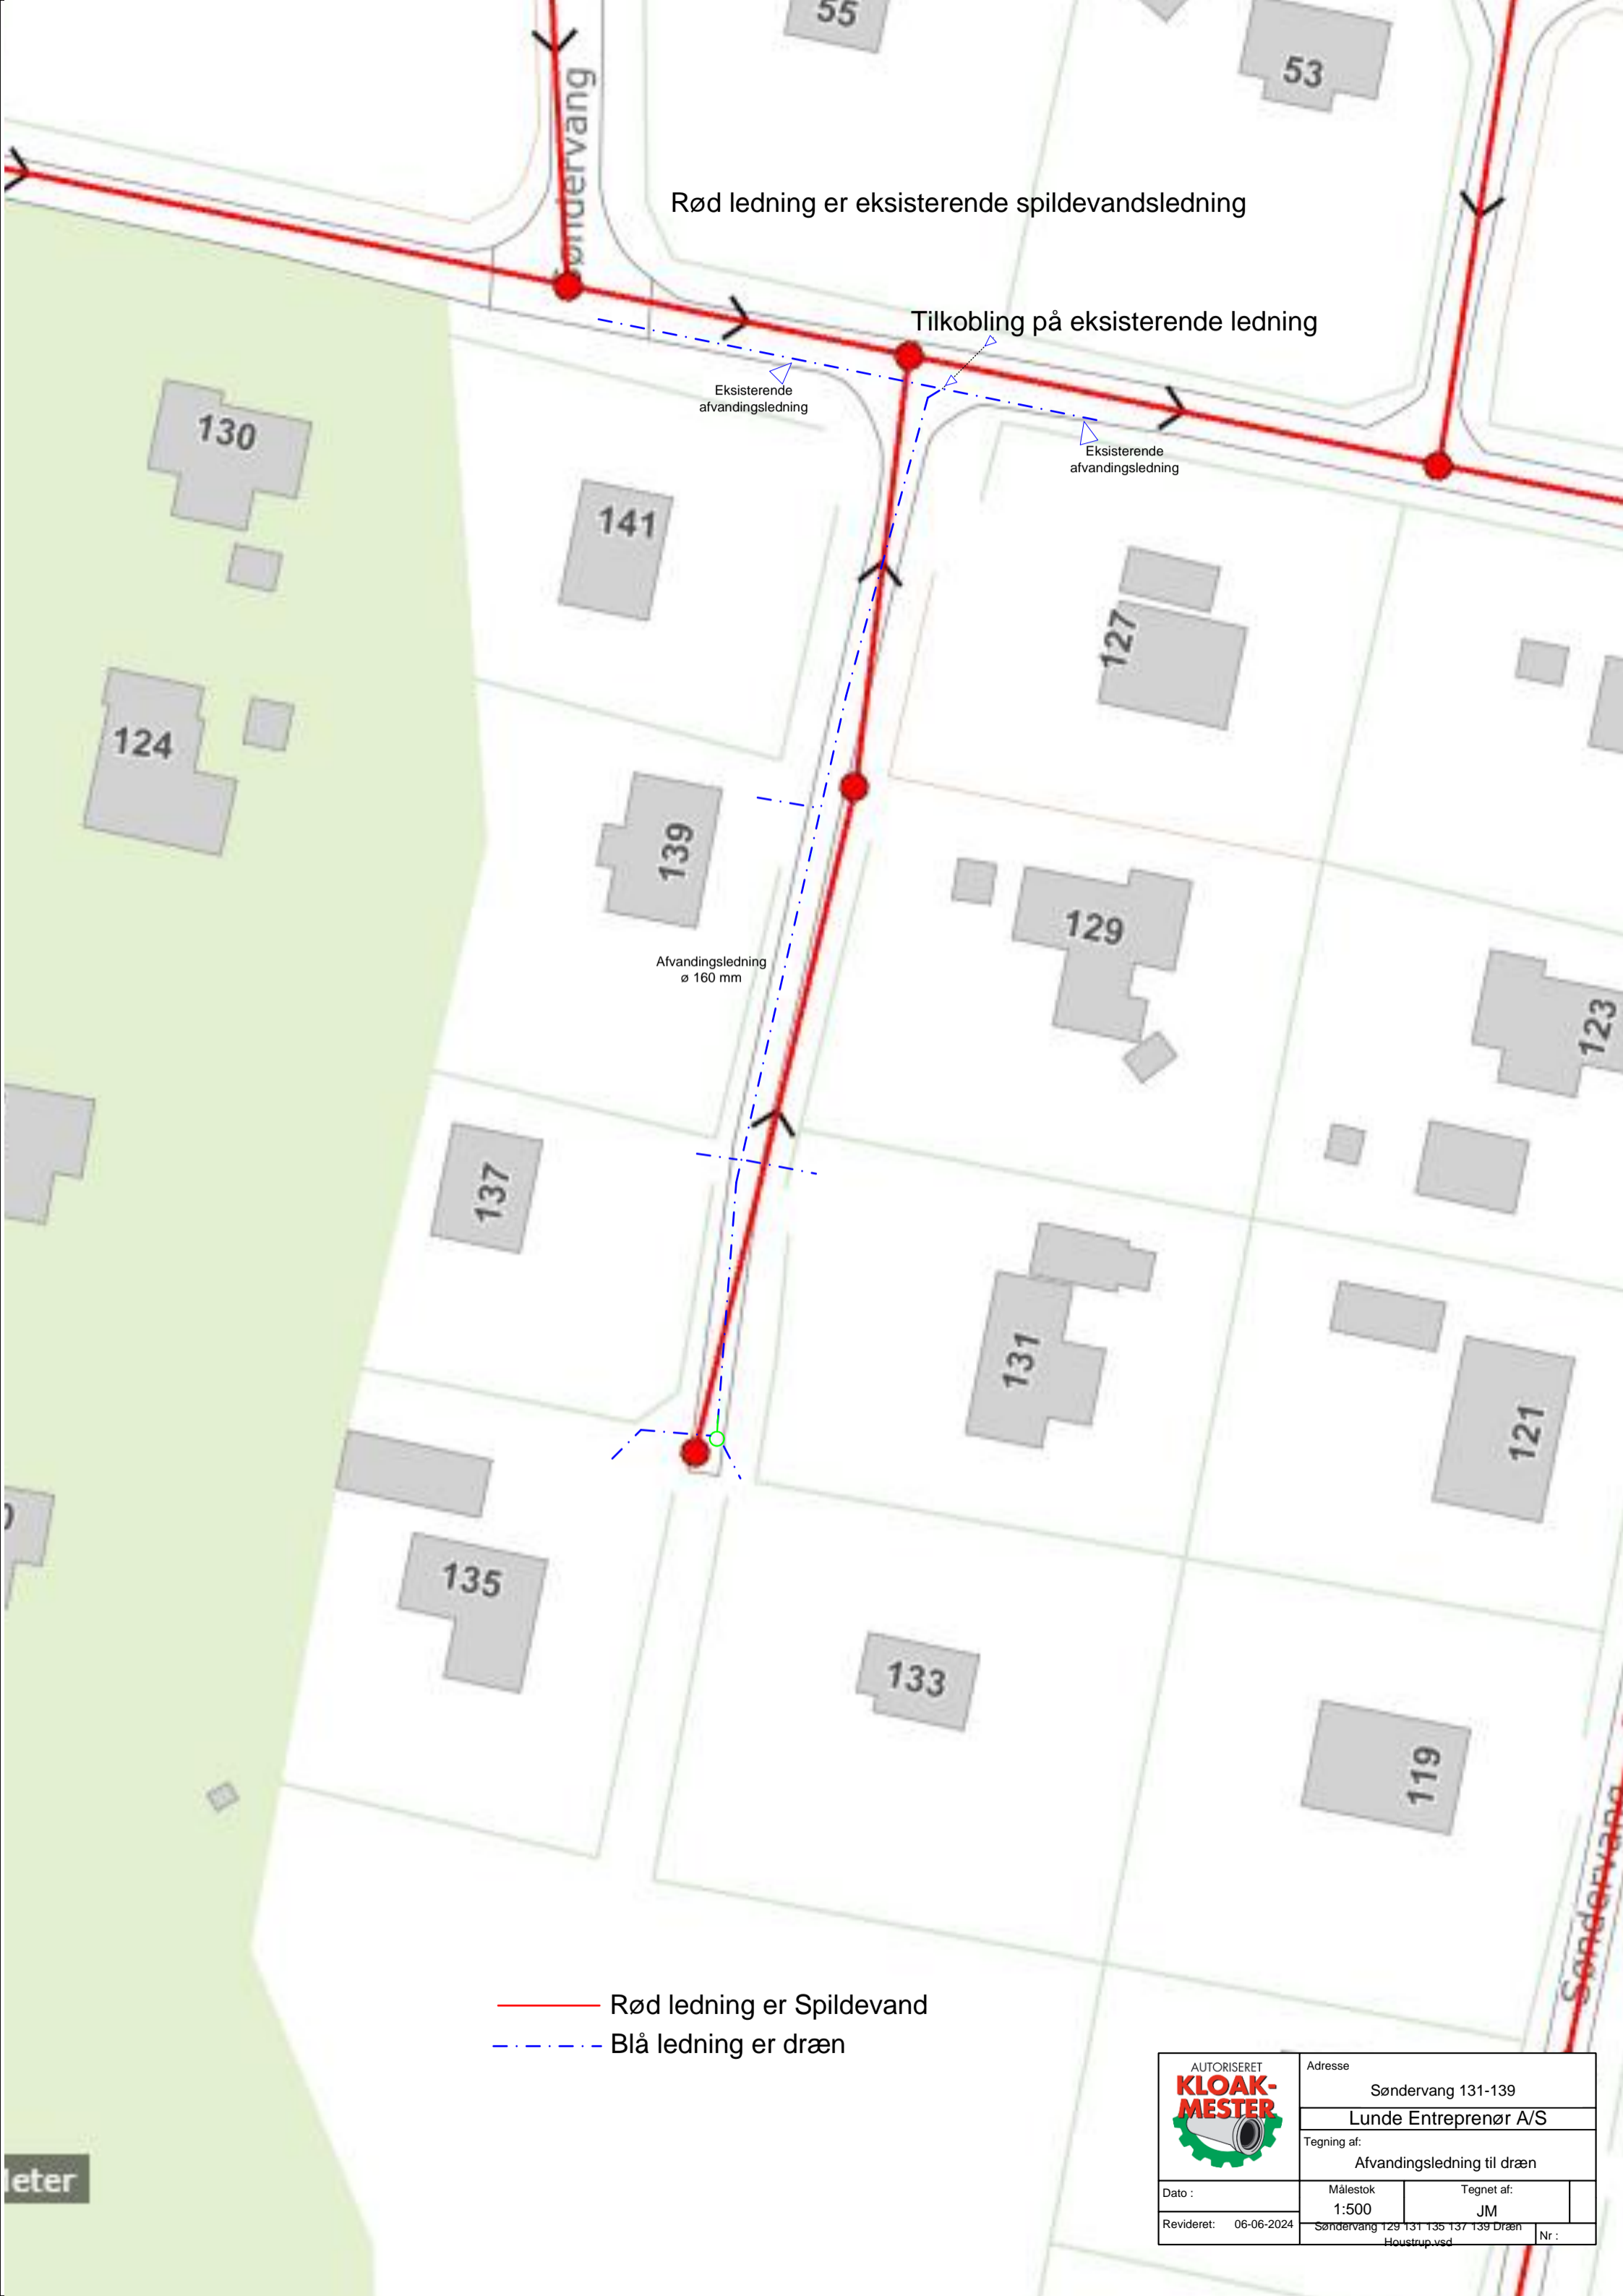 55
53
Søndervang
Rød ledning er eksisterende spildevandsledning
Tilkobling på eksisterende ledning
Eksisterende
afvandingsledning
Eksisterende
afvandingsledning
130
141
127
124
139
129
Afvandingsledning
ø 160 mm
123
137
131
121
135
133
119
Søndervang
Rød ledning er Spildevand
Blå ledning er dræn
leter
AUTORISERET
KLOAK-
MESTER
Adresse
Søndervang 131-139
Lunde Entreprenør A/S
Tegning af:
Afvandingsledning til dræn
Dato :
Målestok
1:500
Tegnet af:
JM
Revideret: 06-06-2024
Søndervang 129 131 135 137 139 Dræn
Houstrup.vsd
Nr :